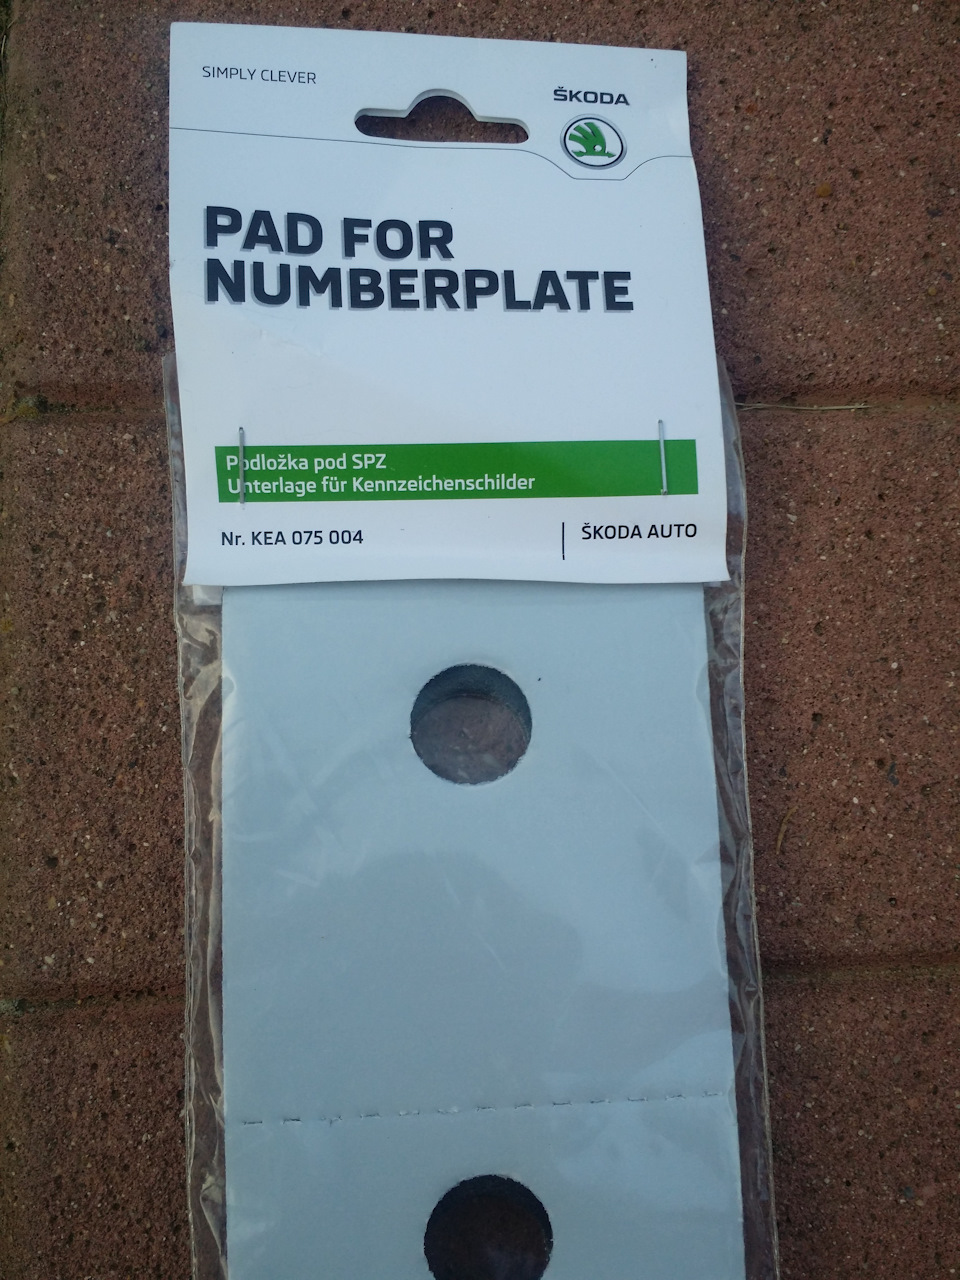 SIMPLY CLEVER
ŠKODA
PAD FOR
NUMBERPLATE
Podložka pod SPZ
Unterlage für Kennzeichenschilder
Nr. KEA 075 004
ŠKODA AUTO